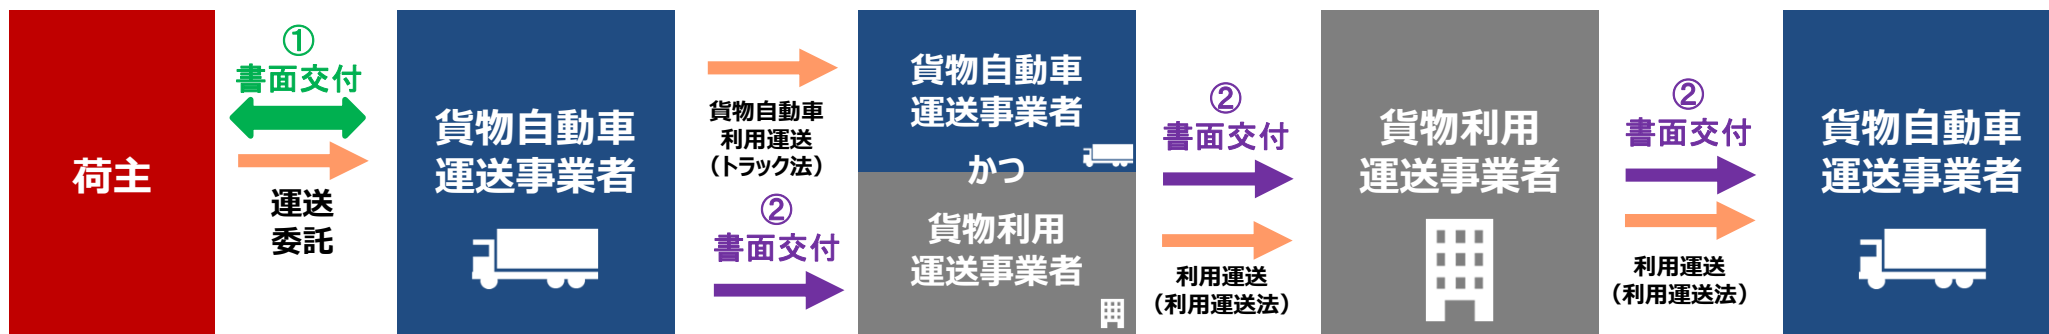 荷主
①
書面交付
運送
委託
貨物自動車
運送事業者
貨物自動車
利用運送
（トラック法）
②
書面交付
貨物自動車
運送事業者
かつ
貨物利用
運送事業者
②
書面交付
利用運送
（利用運送法）
貨物利用
運送事業者
②
書面交付
利用運送
（利用運送法）
貨物自動車
運送事業者